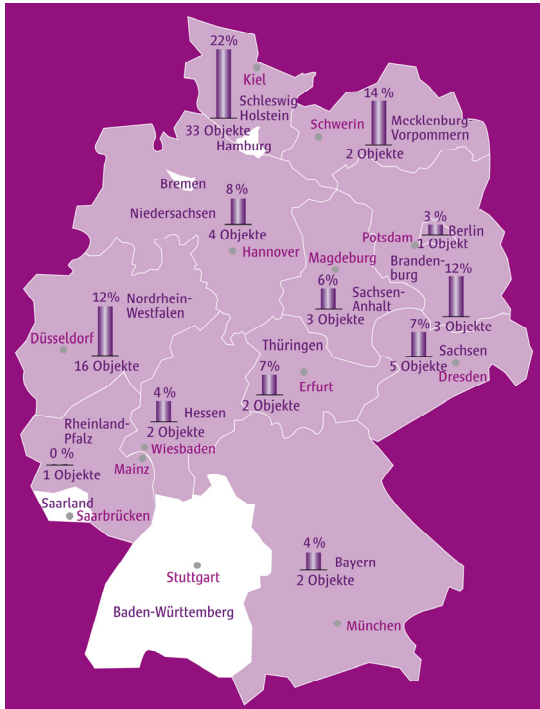 22%
Kiel
Schleswig
Holstein
33 Objekte
Hamburg
14 %
Schwerin
Mecklenburg-
Vorpommern
2 Objekte
Bremen
8 %
Niedersachsen
4 Objekte
Hannover
3 %
Potsdam
Berlin
1 Objekt
Branden-
burg
12%
3 Objekte
Magdeburg
6%
Sachsen-
Anhalt
3 Objekte
12%
Nordrhein-
Westfalen
Düsseldorf
16 Objekte
7%
Sachsen
5 Objekte
Dresden
Thüringen
7%
Erfurt
2 Objekte
4 %
Hessen
2 Objekte
Wiesbaden
Rheinland-
Pfalz
0 %
1 Objekte
Mainz
Saarland
Saarbrücken
Stuttgart
Baden-Württemberg
4 %
Bayern
2 Objekte
München